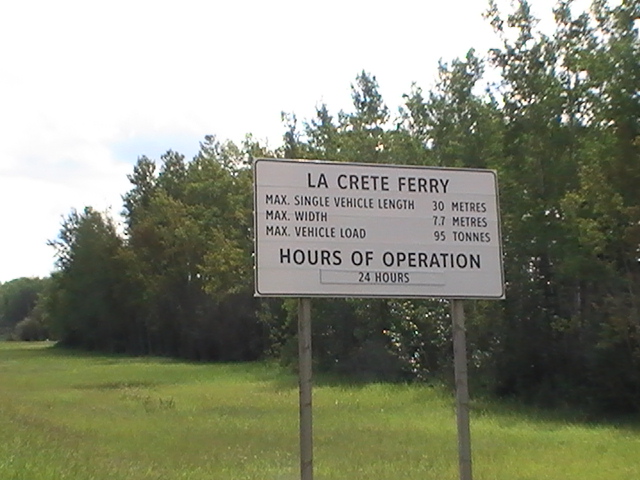 LA CRETE FERRY
MAX. SINGLE VEHICLE LENGTH 30 METRES
MAX. WIDTH 7.7 METRES
MAX. VEHICLE LOAD 95 TONNES
HOURS OF OPERATION
24 HOURS